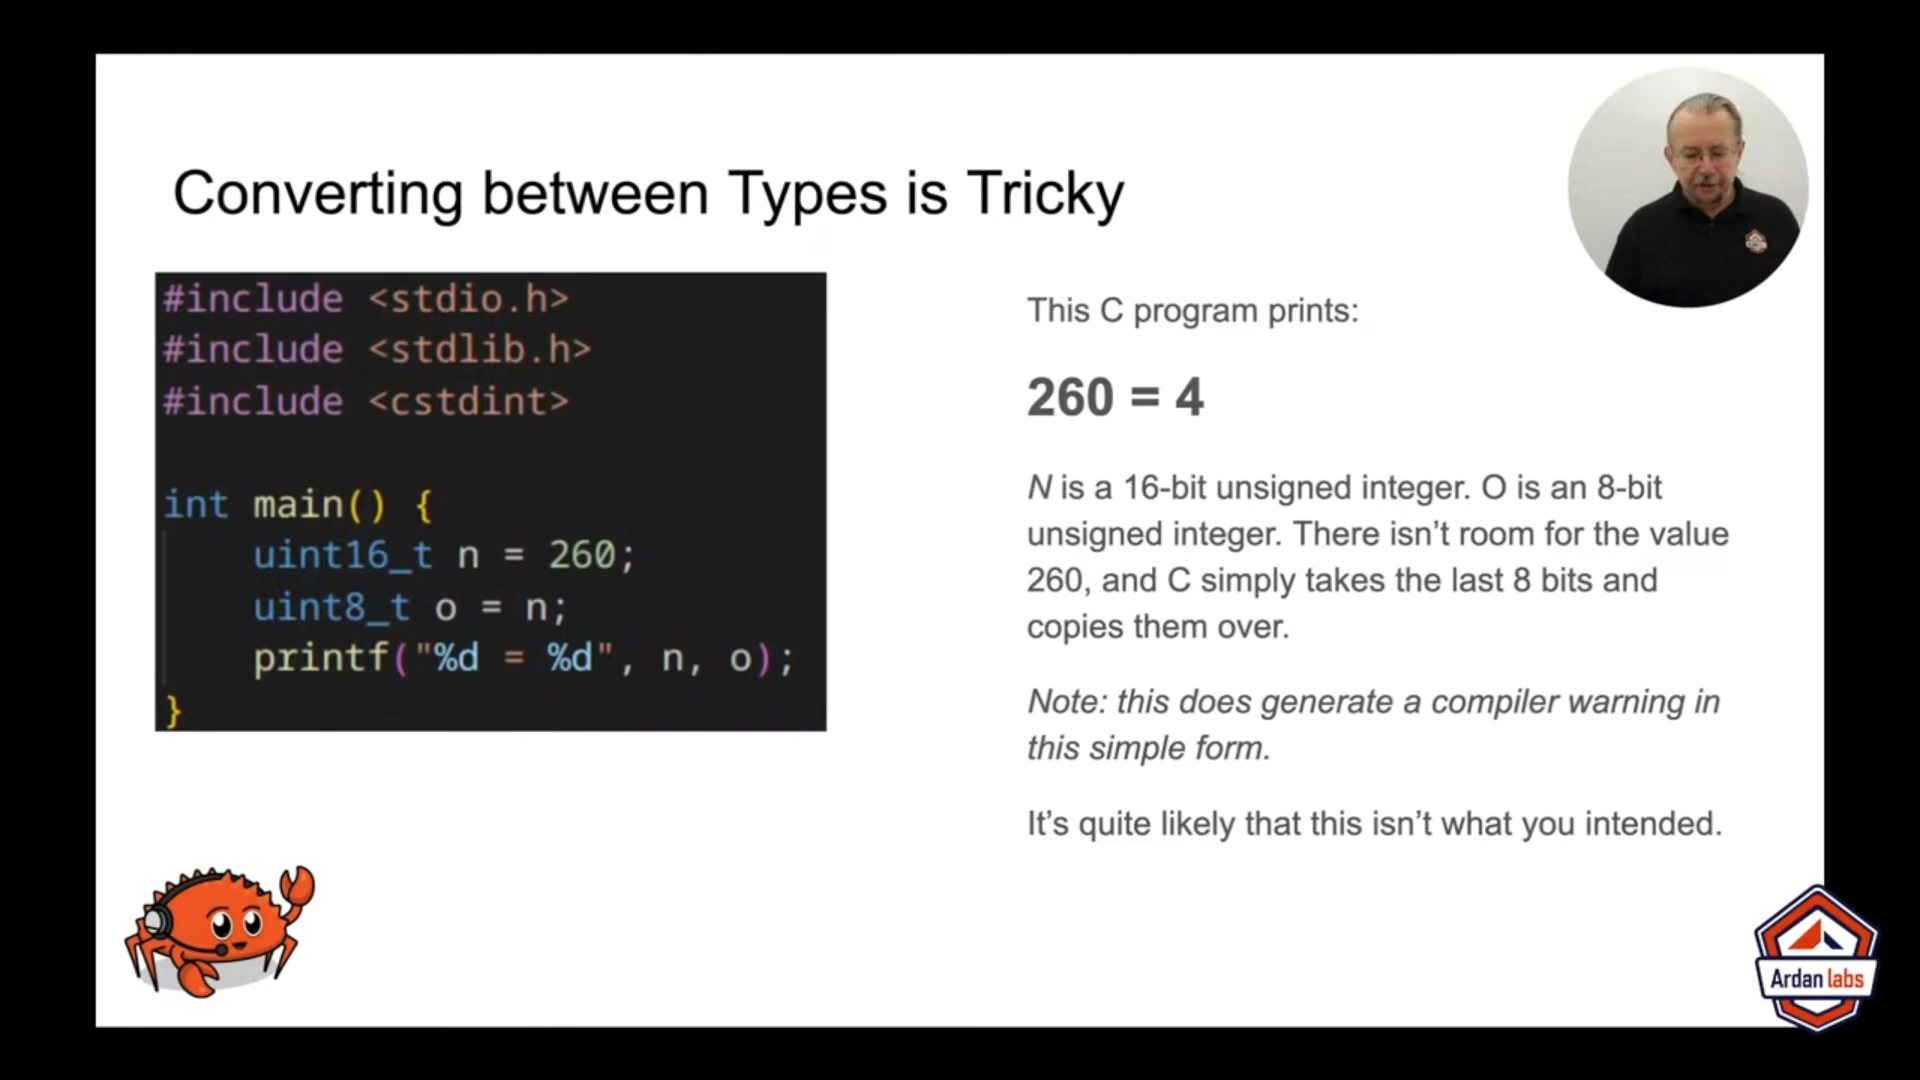 Converting between Types is Tricky
#include <stdio.h>
#include <stdlib.h>
#include <cstdint>
int main() {
uint16_t n = 260;
uint8_t o = n;
printf("%d = %d", n, o);
}
This C program prints:
260 = 4
N is a 16-bit unsigned integer. O is an 8-bit
unsigned integer. There isn’t room for the value
260, and C simply takes the last 8 bits and
copies them over.
Note: this does generate a compiler warning in
this simple form.
It’s quite likely that this isn’t what you intended.
Ardan labs